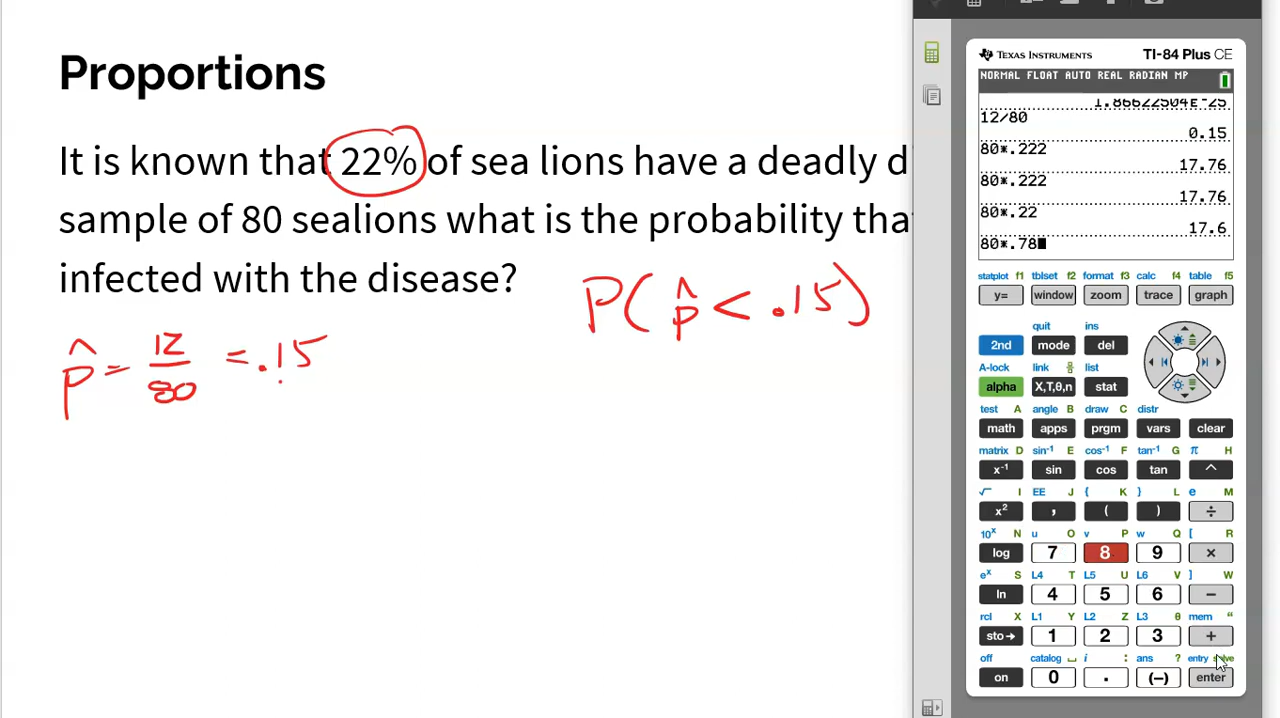 Proportions
It is known that 22% of sea lions have a deadly d
sample of 80 sealions what is the probability that
infected with the disease?
P(p̂ < .15)
p̂ = 12/80 = .15
TEXAS INSTRUMENTS TI-84 Plus CE
NORMAL FLOAT AUTO REAL RADIAN MP
1.86622504E-25
12/80
0.15
80*.222
17.76
80*.222
17.76
80*.22
17.6
80*.78
statplot f1 tblset f2 format f3 calc f4 table f5
y= window zoom trace graph
quit ins
2nd mode del
A-lock link list
alpha X,T,θ,n stat
test A angle B draw C distr
math apps prgm vars clear
matrix D sin⁻¹ E cos⁻¹ F tan⁻¹ G π H
x⁻¹ sin cos tan ^
√ I EE J { K } L e M
x² , ( ) ÷
10ˣ N u O v P w Q [ R
log 7 8 9 ×
eˣ S L4 T L5 U L6 V ] W
ln 4 5 6 −
rcl X L1 Y L2 Z L3 θ mem "
sto→ 1 2 3 +
off catalog i : ans ? entry solve
on 0 . (−) enter